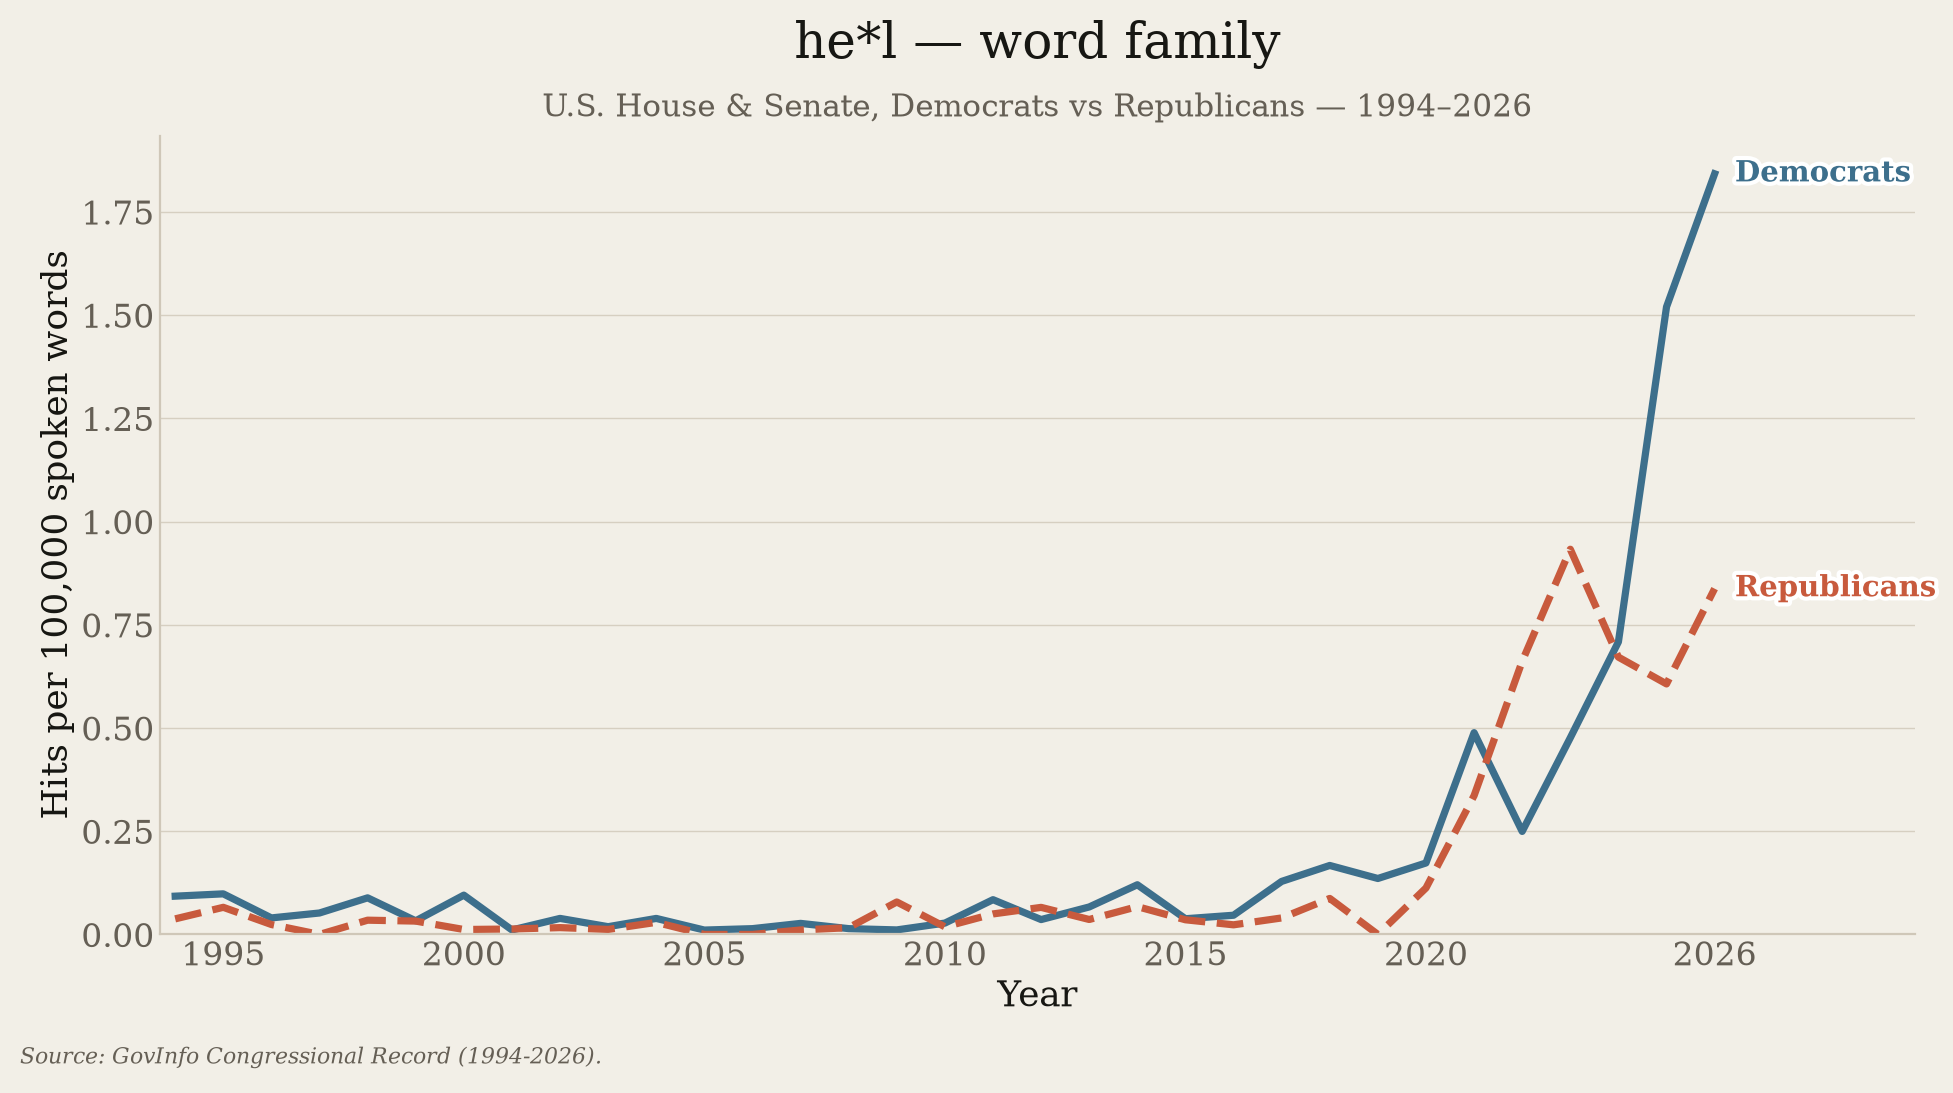 he*l — word family
U.S. House & Senate, Democrats vs Republicans — 1994–2026
Hits per 100,000 spoken words
1.75
1.50
1.25
1.00
0.75
0.50
0.25
0.00
Democrats
Republicans
1995 2000 2005 2010 2015 2020 2026
Year
Source: GovInfo Congressional Record (1994-2026).